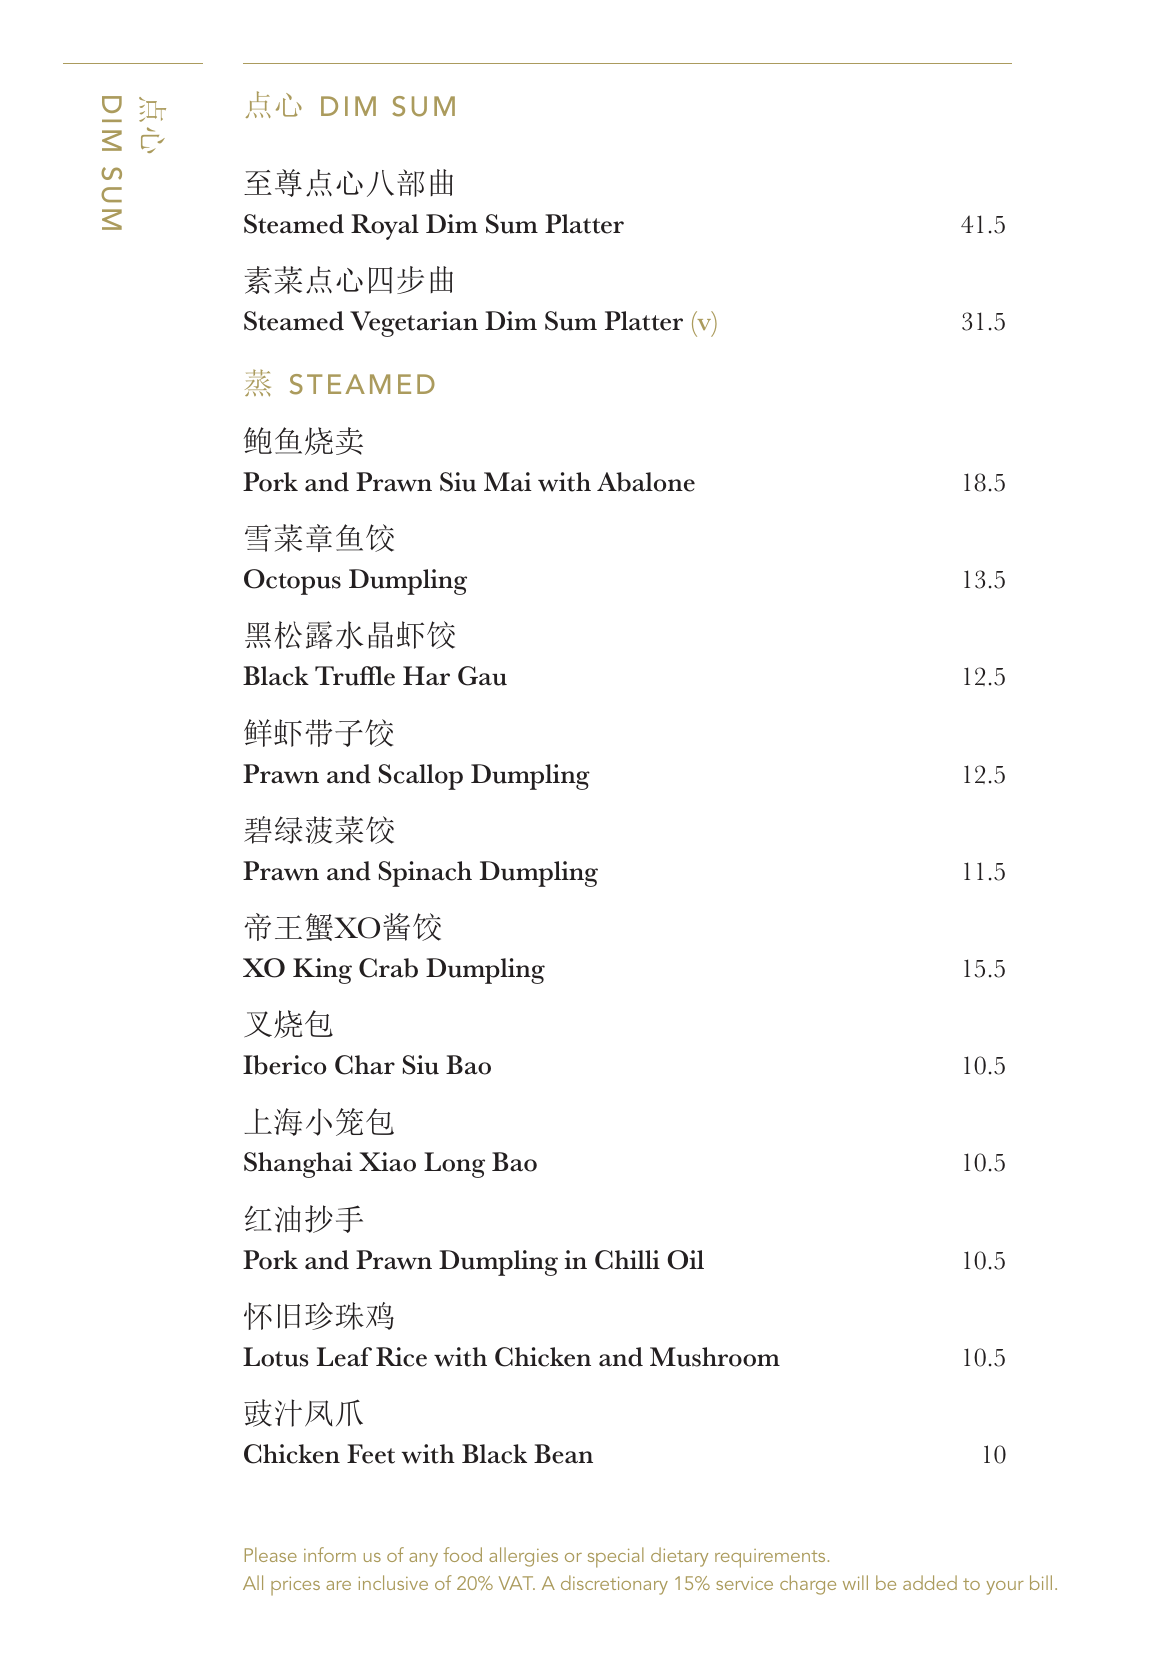 点心
DIM SUM
点心 DIM SUM
至尊点心八部曲
Steamed Royal Dim Sum Platter 41.5
素菜点心四步曲
Steamed Vegetarian Dim Sum Platter (v) 31.5
蒸 STEAMED
鲍鱼烧卖
Pork and Prawn Siu Mai with Abalone 18.5
雪菜章鱼饺
Octopus Dumpling 13.5
黑松露水晶虾饺
Black Truffle Har Gau 12.5
鲜虾带子饺
Prawn and Scallop Dumpling 12.5
碧绿菠菜饺
Prawn and Spinach Dumpling 11.5
帝王蟹XO酱饺
XO King Crab Dumpling 15.5
叉烧包
Iberico Char Siu Bao 10.5
上海小笼包
Shanghai Xiao Long Bao 10.5
红油抄手
Pork and Prawn Dumpling in Chilli Oil 10.5
怀旧珍珠鸡
Lotus Leaf Rice with Chicken and Mushroom 10.5
豉汁凤爪
Chicken Feet with Black Bean 10
Please inform us of any food allergies or special dietary requirements.
All prices are inclusive of 20% VAT. A discretionary 15% service charge will be added to your bill.